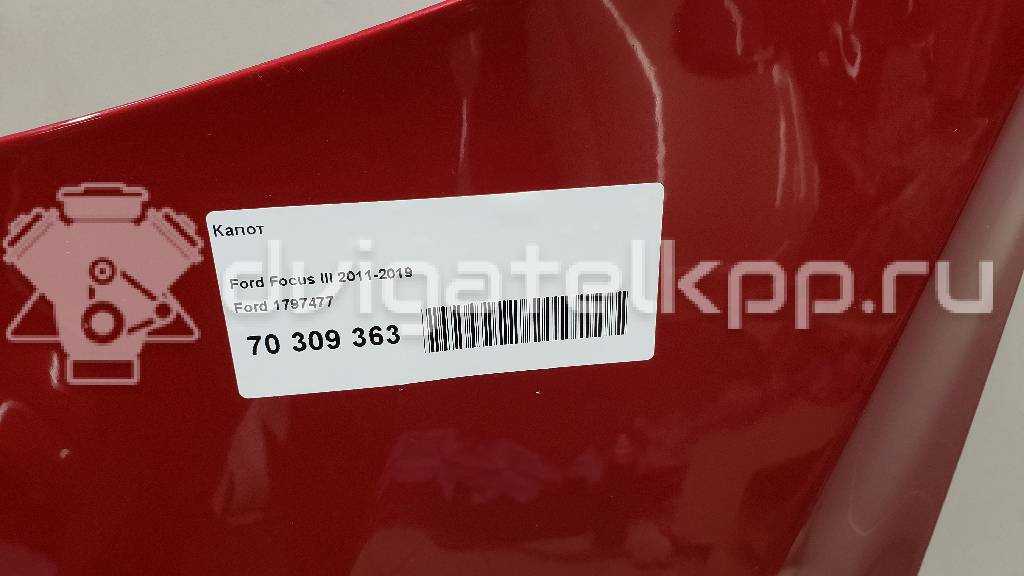 Капот
Ford Focus III 2011-2019
Ford 1797477
70 309 363
dvigatelkpp.ru